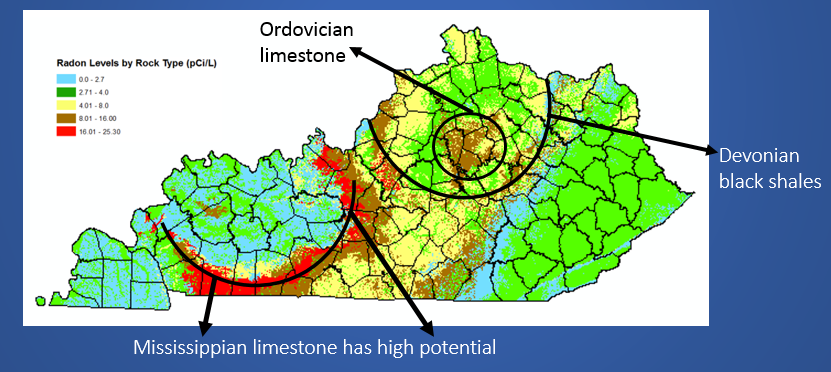 Ordovician
limestone
Radon Levels by Rock Type (pCi/L)
0.0 - 2.7
2.71 - 4.0
4.01 - 8.0
8.01 - 16.00
16.01 - 25.30
Devonian
black shales
Mississippian limestone has high potential